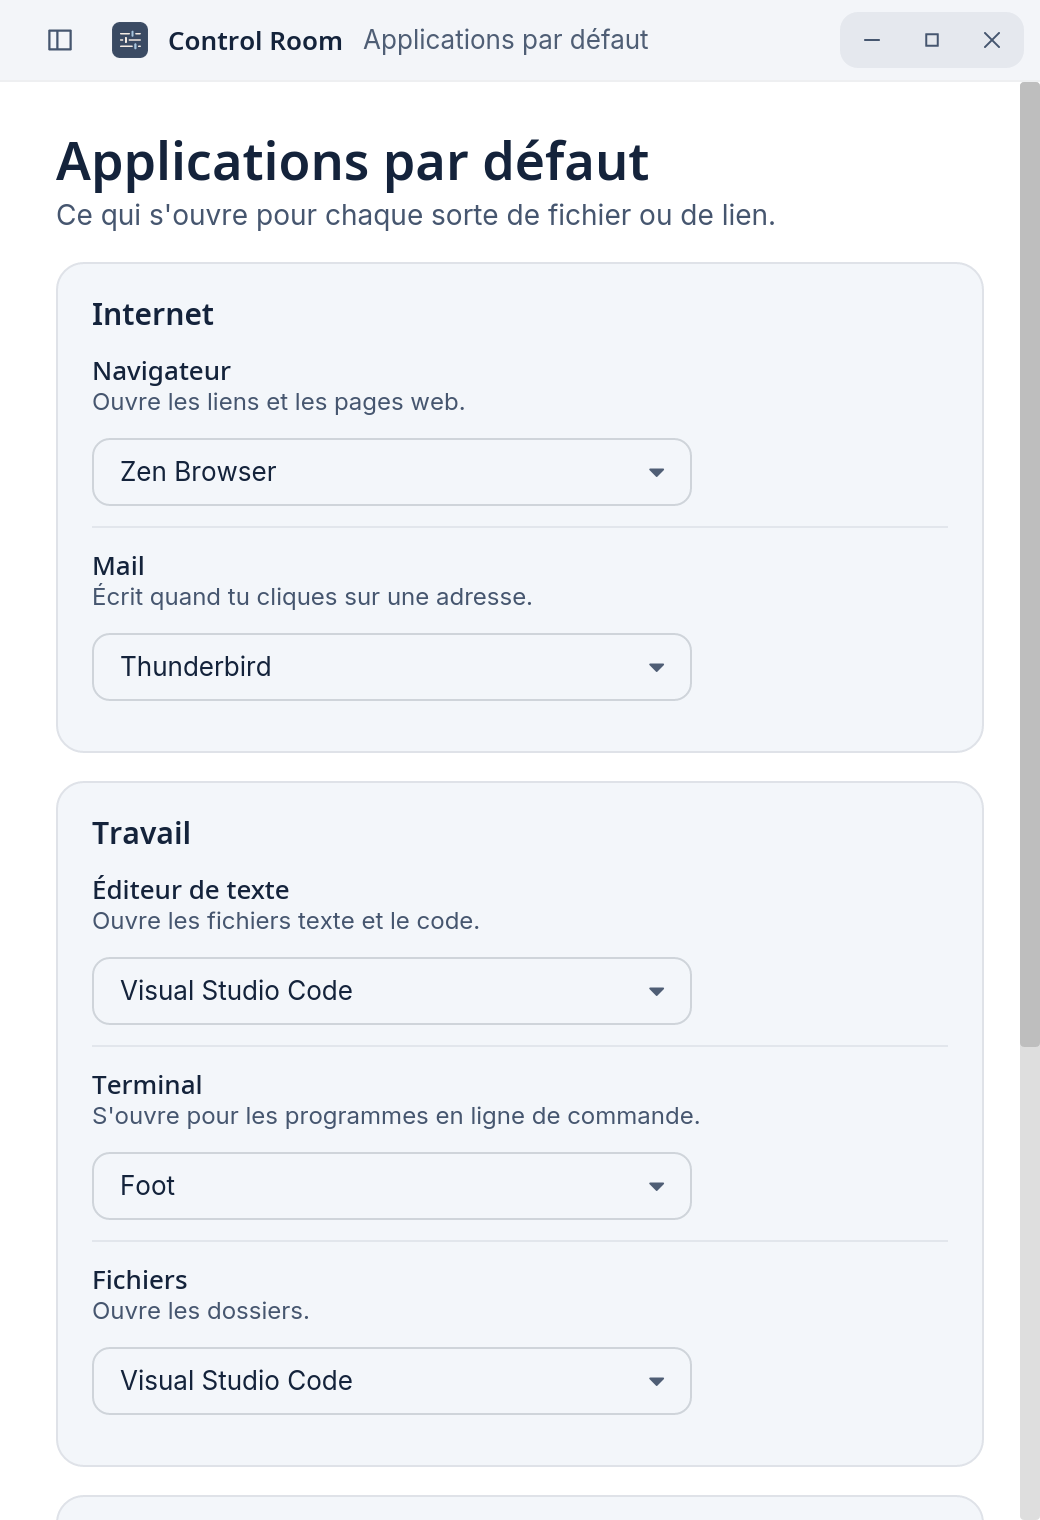 Control Room Applications par défaut
Applications par défaut
Ce qui s'ouvre pour chaque sorte de fichier ou de lien.
Internet
Navigateur
Ouvre les liens et les pages web.
Zen Browser
Mail
Écrit quand tu cliques sur une adresse.
Thunderbird
Travail
Éditeur de texte
Ouvre les fichiers texte et le code.
Visual Studio Code
Terminal
S'ouvre pour les programmes en ligne de commande.
Foot
Fichiers
Ouvre les dossiers.
Visual Studio Code